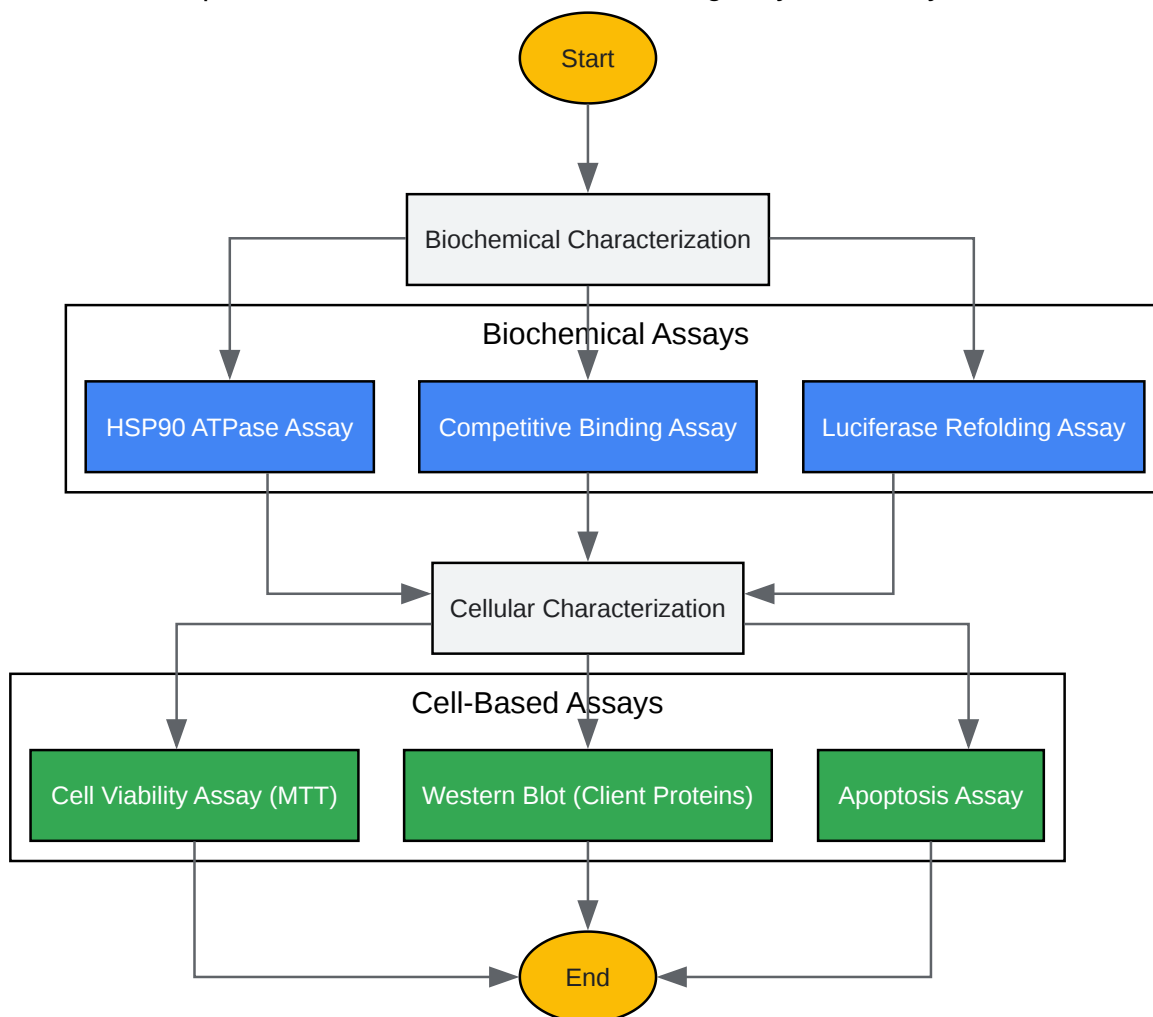 Start
Biochemical Characterization
Biochemical Assays
HSP90 ATPase Assay
Competitive Binding Assay
Luciferase Refolding Assay
Cellular Characterization
Cell-Based Assays
Cell Viability Assay (MTT)
Western Blot (Client Proteins)
Apoptosis Assay
End